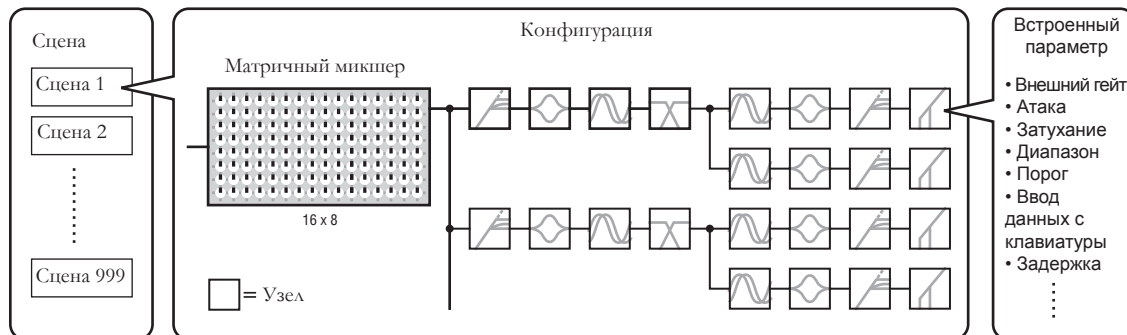 Сцена
Сцена 1
Сцена 2
Сцена 999
Конфигурация
Матричный микшер
16 x 8
= Узел
Встроенный
параметр
• Внешний гейт
• Атака
• Затухание
• Диапазон
• Порог
• Ввод
данных с
клавиатуры
• Задержка